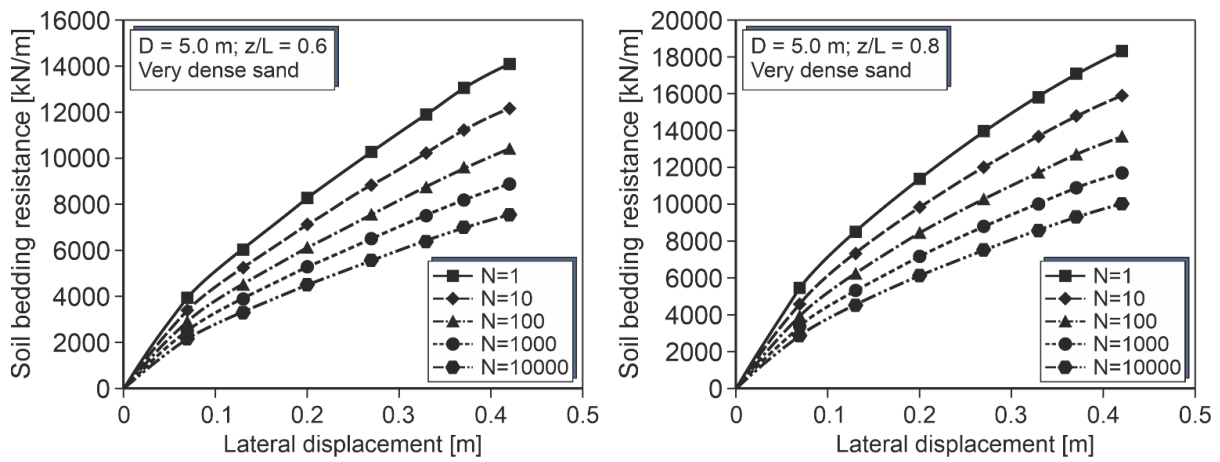 Soil bedding resistance [kN/m]
16000
14000
12000
10000
8000
6000
4000
2000
0
D = 5.0 m; z/L = 0.6
Very dense sand
N=1
N=10
N=100
N=1000
N=10000
0 0.1 0.2 0.3 0.4 0.5
Lateral displacement [m]
Soil bedding resistance [kN/m]
20000
18000
16000
14000
12000
10000
8000
6000
4000
2000
0
D = 5.0 m; z/L = 0.8
Very dense sand
N=1
N=10
N=100
N=1000
N=10000
0 0.1 0.2 0.3 0.4 0.5
Lateral displacement [m]